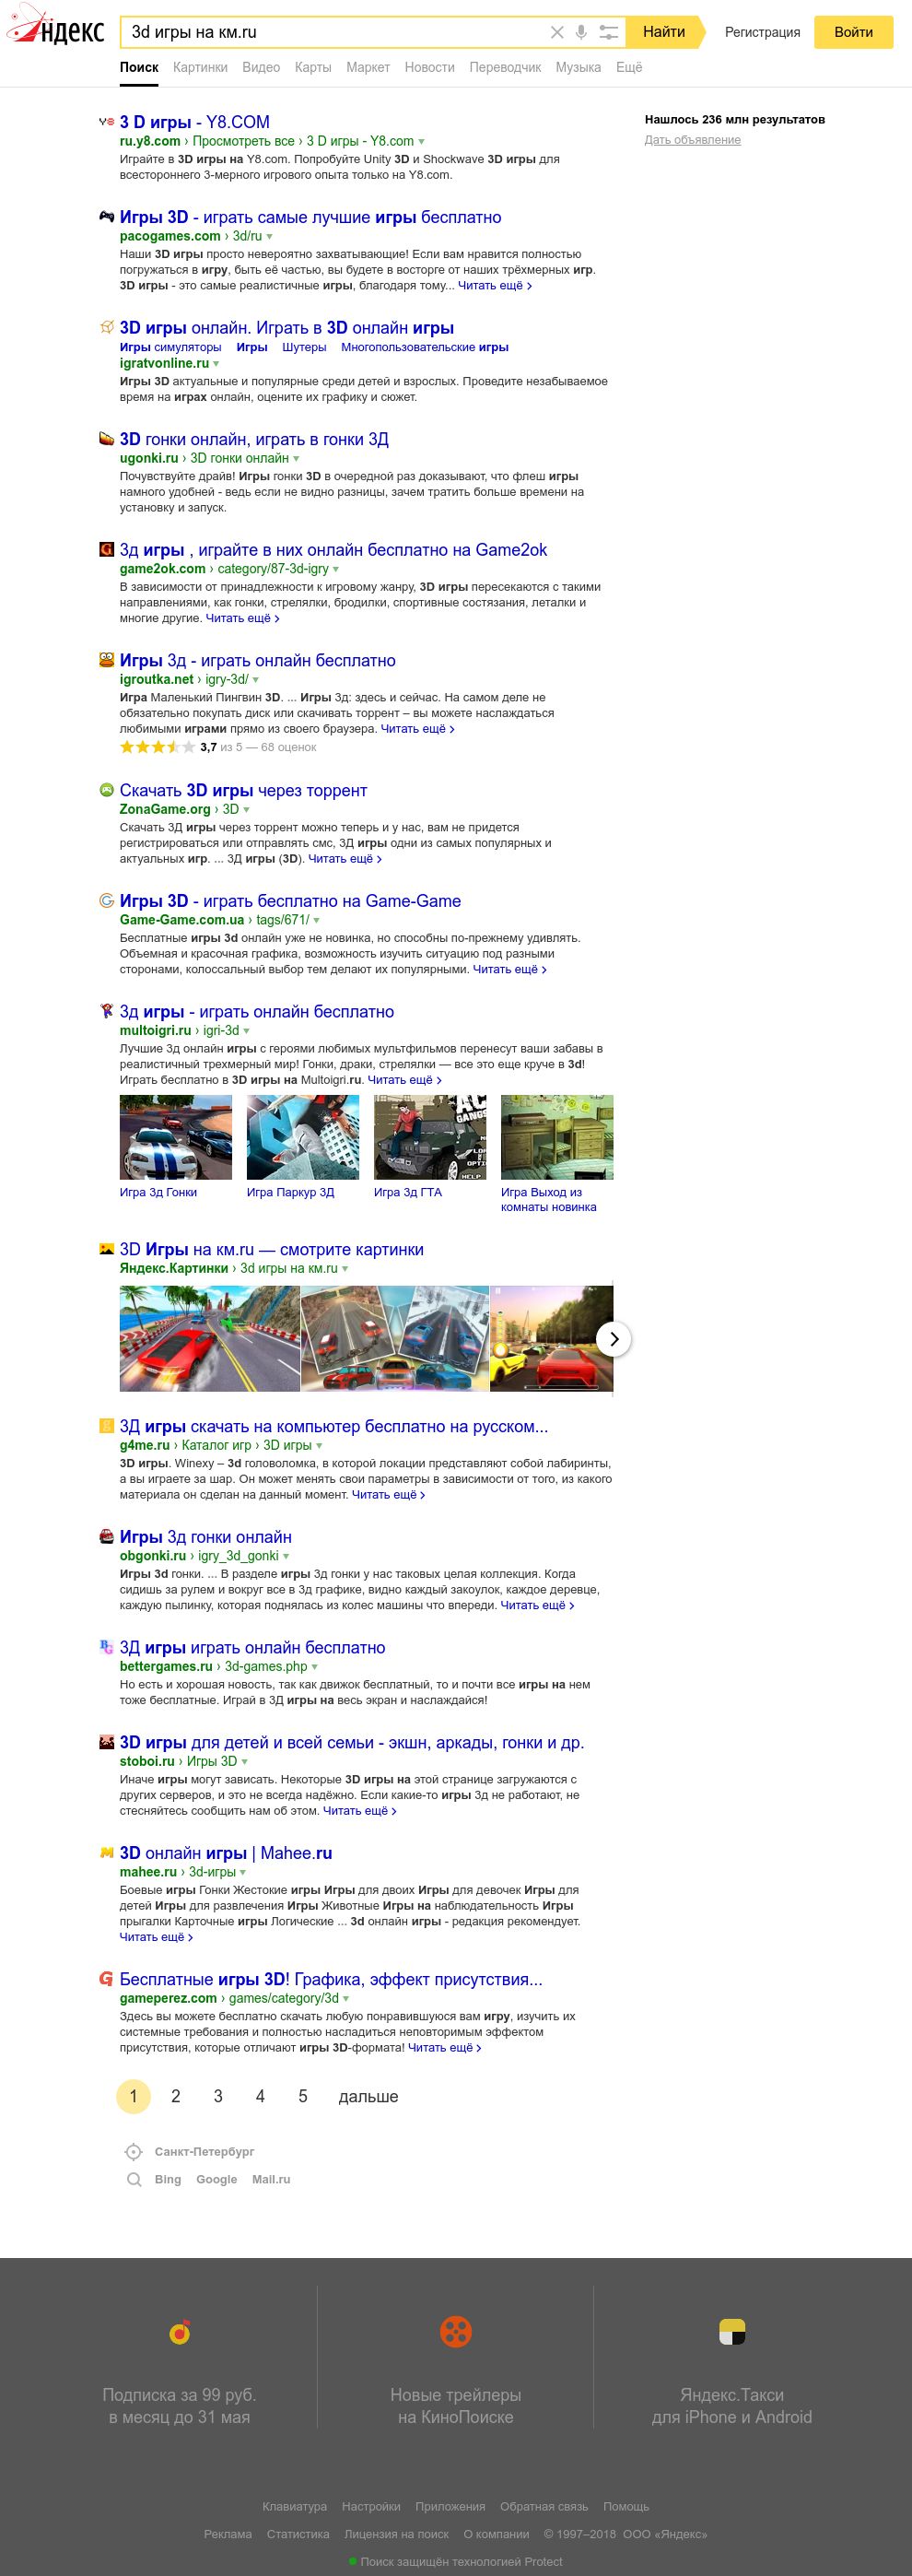 Яндекс
3d игры на км.ru
Найти
Регистрация
Войти
Поиск Картинки Видео Карты Маркет Новости Переводчик Музыка Ещё
Нашлось 236 млн результатов
Дать объявление
3 D игры - Y8.COM
ru.y8.com › Просмотреть все › 3 D игры - Y8.com
Играйте в 3D игры на Y8.com. Попробуйте Unity 3D и Shockwave 3D игры для
всестороннего 3-мерного игрового опыта только на Y8.com.
Игры 3D - играть самые лучшие игры бесплатно
pacogames.com › 3d/ru
Наши 3D игры просто невероятно захватывающие! Если вам нравится полностью
погружаться в игру, быть её частью, вы будете в восторге от наших трёхмерных игр.
3D игры - это самые реалистичные игры, благодаря тому... Читать ещё ›
3D игры онлайн. Играть в 3D онлайн игры
Игры симуляторы Игры Шутеры Многопользовательские игры
igratvonline.ru
Игры 3D актуальные и популярные среди детей и взрослых. Проведите незабываемое
время на играх онлайн, оцените их графику и сюжет.
3D гонки онлайн, играть в гонки 3Д
ugonki.ru › 3D гонки онлайн
Почувствуйте драйв! Игры гонки 3D в очередной раз доказывают, что флеш игры
намного удобней - ведь если не видно разницы, зачем тратить больше времени на
установку и запуск.
3д игры , играйте в них онлайн бесплатно на Game2ok
game2ok.com › category/87-3d-igry
В зависимости от принадлежности к игровому жанру, 3D игры пересекаются с такими
направлениями, как гонки, стрелялки, бродилки, спортивные состязания, леталки и
многие другие. Читать ещё ›
Игры 3д - играть онлайн бесплатно
igroutka.net › igry-3d/
Игра Маленький Пингвин 3D. ... Игры 3д: здесь и сейчас. На самом деле не
обязательно покупать диск или скачивать торрент – вы можете наслаждаться
любимыми играми прямо из своего браузера. Читать ещё ›
3,7 из 5 — 68 оценок
Скачать 3D игры через торрент
ZonaGame.org › 3D
Скачать 3Д игры через торрент можно теперь и у нас, вам не придется
регистрироваться или отправлять смс, 3Д игры одни из самых популярных и
актуальных игр. ... 3Д игры (3D). Читать ещё ›
Игры 3D - играть бесплатно на Game-Game
Game-Game.com.ua › tags/671/
Бесплатные игры 3d онлайн уже не новинка, но способны по-прежнему удивлять.
Объемная и красочная графика, возможность изучить ситуацию под разными
сторонами, колоссальный выбор тем делают их популярными. Читать ещё ›
3д игры - играть онлайн бесплатно
multoigri.ru › igri-3d
Лучшие 3д онлайн игры с героями любимых мультфильмов перенесут ваши забавы в
реалистичный трехмерный мир! Гонки, драки, стрелялки — все это еще круче в 3d!
Играть бесплатно в 3D игры на Multoigri.ru. Читать ещё ›
Игра 3д Гонки
Игра Паркур 3Д
Игра 3д ГТА
Игра Выход из
комнаты новинка
3D Игры на км.ru — смотрите картинки
Яндекс.Картинки › 3d игры на км.ru
3Д игры скачать на компьютер бесплатно на русском...
g4me.ru › Каталог игр › 3D игры
3D игры. Winexy – 3d головоломка, в которой локации представляют собой лабиринты,
а вы играете за шар. Он может менять свои параметры в зависимости от того, из какого
материала он сделан на данный момент. Читать ещё ›
Игры 3д гонки онлайн
obgonki.ru › igry_3d_gonki
Игры 3d гонки. ... В разделе игры 3д гонки у нас таковых целая коллекция. Когда
сидишь за рулем и вокруг все в 3д графике, видно каждый закоулок, каждое деревце,
каждую пылинку, которая поднялась из колес машины что впереди. Читать ещё ›
3Д игры играть онлайн бесплатно
bettergames.ru › 3d-games.php
Но есть и хорошая новость, так как движок бесплатный, то и почти все игры на нем
тоже бесплатные. Играй в 3Д игры на весь экран и наслаждайся!
3D игры для детей и всей семьи - экшн, аркады, гонки и др.
stoboi.ru › Игры 3D
Иначе игры могут зависать. Некоторые 3D игры на этой странице загружаются с
других серверов, и это не всегда надёжно. Если какие-то игры 3д не работают, не
стесняйтесь сообщить нам об этом. Читать ещё ›
3D онлайн игры | Mahee.ru
mahee.ru › 3d-игры
Боевые игры Гонки Жестокие игры Игры для двоих Игры для девочек Игры для
детей Игры для развлечения Игры Животные Игры на наблюдательность Игры
прыгалки Карточные игры Логические ... 3d онлайн игры - редакция рекомендует.
Читать ещё ›
Бесплатные игры 3D! Графика, эффект присутствия...
gameperez.com › games/category/3d
Здесь вы можете бесплатно скачать любую понравившуюся вам игру, изучить их
системные требования и полностью насладиться неповторимым эффектом
присутствия, которые отличают игры 3D-формата! Читать ещё ›
1 2 3 4 5 дальше
Санкт-Петербург
Bing Google Mail.ru
Подписка за 99 руб.
в месяц до 31 мая
Новые трейлеры
на КиноПоиске
Яндекс.Такси
для iPhone и Android
Клавиатура Настройки Приложения Обратная связь Помощь
Реклама Статистика Лицензия на поиск О компании © 1997–2018 ООО «Яндекс»
Поиск защищён технологией Protect